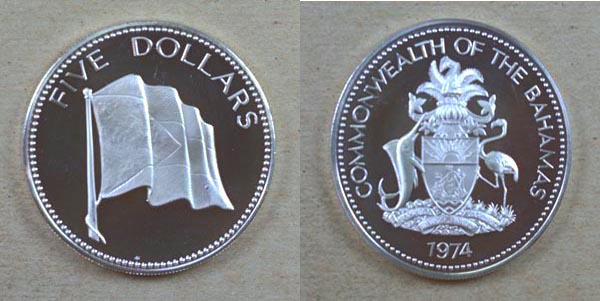 FIVE DOLLARS
COMMONWEALTH OF THE BAHAMAS
1974